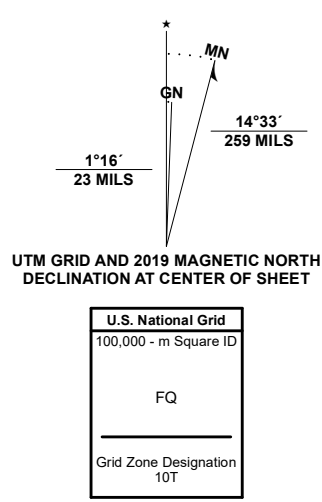 ★
MN
GN
14°33´
259 MILS
1°16´
23 MILS
UTM GRID AND 2019 MAGNETIC NORTH
DECLINATION AT CENTER OF SHEET
U.S. National Grid
100,000 - m Square ID
FQ
Grid Zone Designation
10T